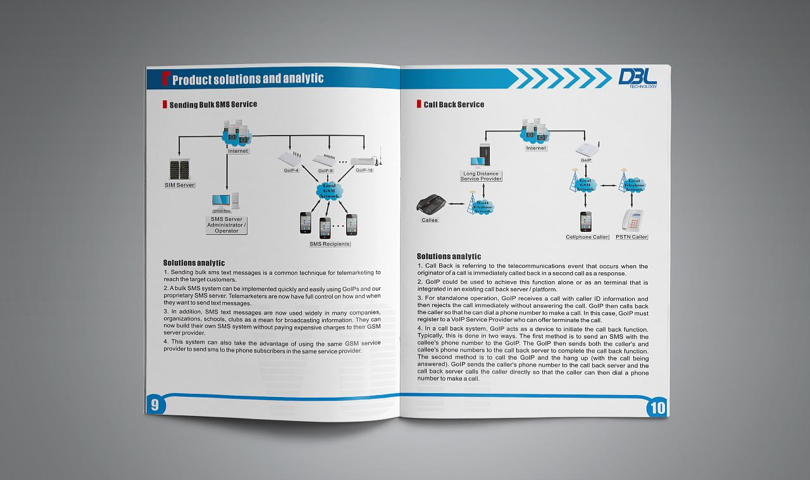 Product solutions and analytic
Sending Bulk SMS Service
Internet
SIM Server
GoIP-4
GoIP-8
GoIP-16
Local
GSM
Network
SMS Server
Administrator /
Operator
SMS Recipients
Solutions analytic
1. Sending bulk sms text messages is a common technique for telemarketing to
reach the target customers.
2. A bulk SMS system can be implemented quickly and easily using GoIPs and our
proprietary SMS server. Telemarketers are now have full control on how and when
they want to send text messages.
3. In addition, SMS text messages are now used widely in many companies,
organizations, schools, clubs as a mean for broadcasting information. They can
now build their own SMS system without paying expensive charges to their GSM
server provider.
4. This system can also take the advantage of using the same GSM service
provider to send sms to the phone subscribers in the same service provider.
9
DBL
TECHNOLOGY
Call Back Service
Internet
GoIP
Long Distance
Service Provider
Local
GSM
Local
Telephone
Local
Telephone
Callee
Cellphone Caller
PSTN Caller
Solutions analytic
1. Call Back is referring to the telecommunications event that occurs when the
originator of a call is immediately called back in a second call as a response.
2. GoIP could be used to achieve this function alone or as an terminal that is
integrated in an existing call back server / platform.
3. For standalone operation, GoIP receives a call with caller ID information and
then rejects the call immediately without answering the call. GoIP then calls back
the caller so that he can dial a phone number to make a call. In this case, GoIP must
register to a VoIP Service Provider who can offer terminate the call.
4. In a call back system, GoIP acts as a device to initiate the call back function.
Typically, this is done in two ways. The first method is to send an SMS with the
callee's phone number to the GoIP. The GoIP then sends both the caller's and
callee's phone numbers to the call back server to complete the call back function.
The second method is to call the GoIP and the hang up (with the call being
answered). GoIP sends the caller's phone number to the call back server and the
call back server calls the caller directly so that the caller can then dial a phone
number to make a call.
10